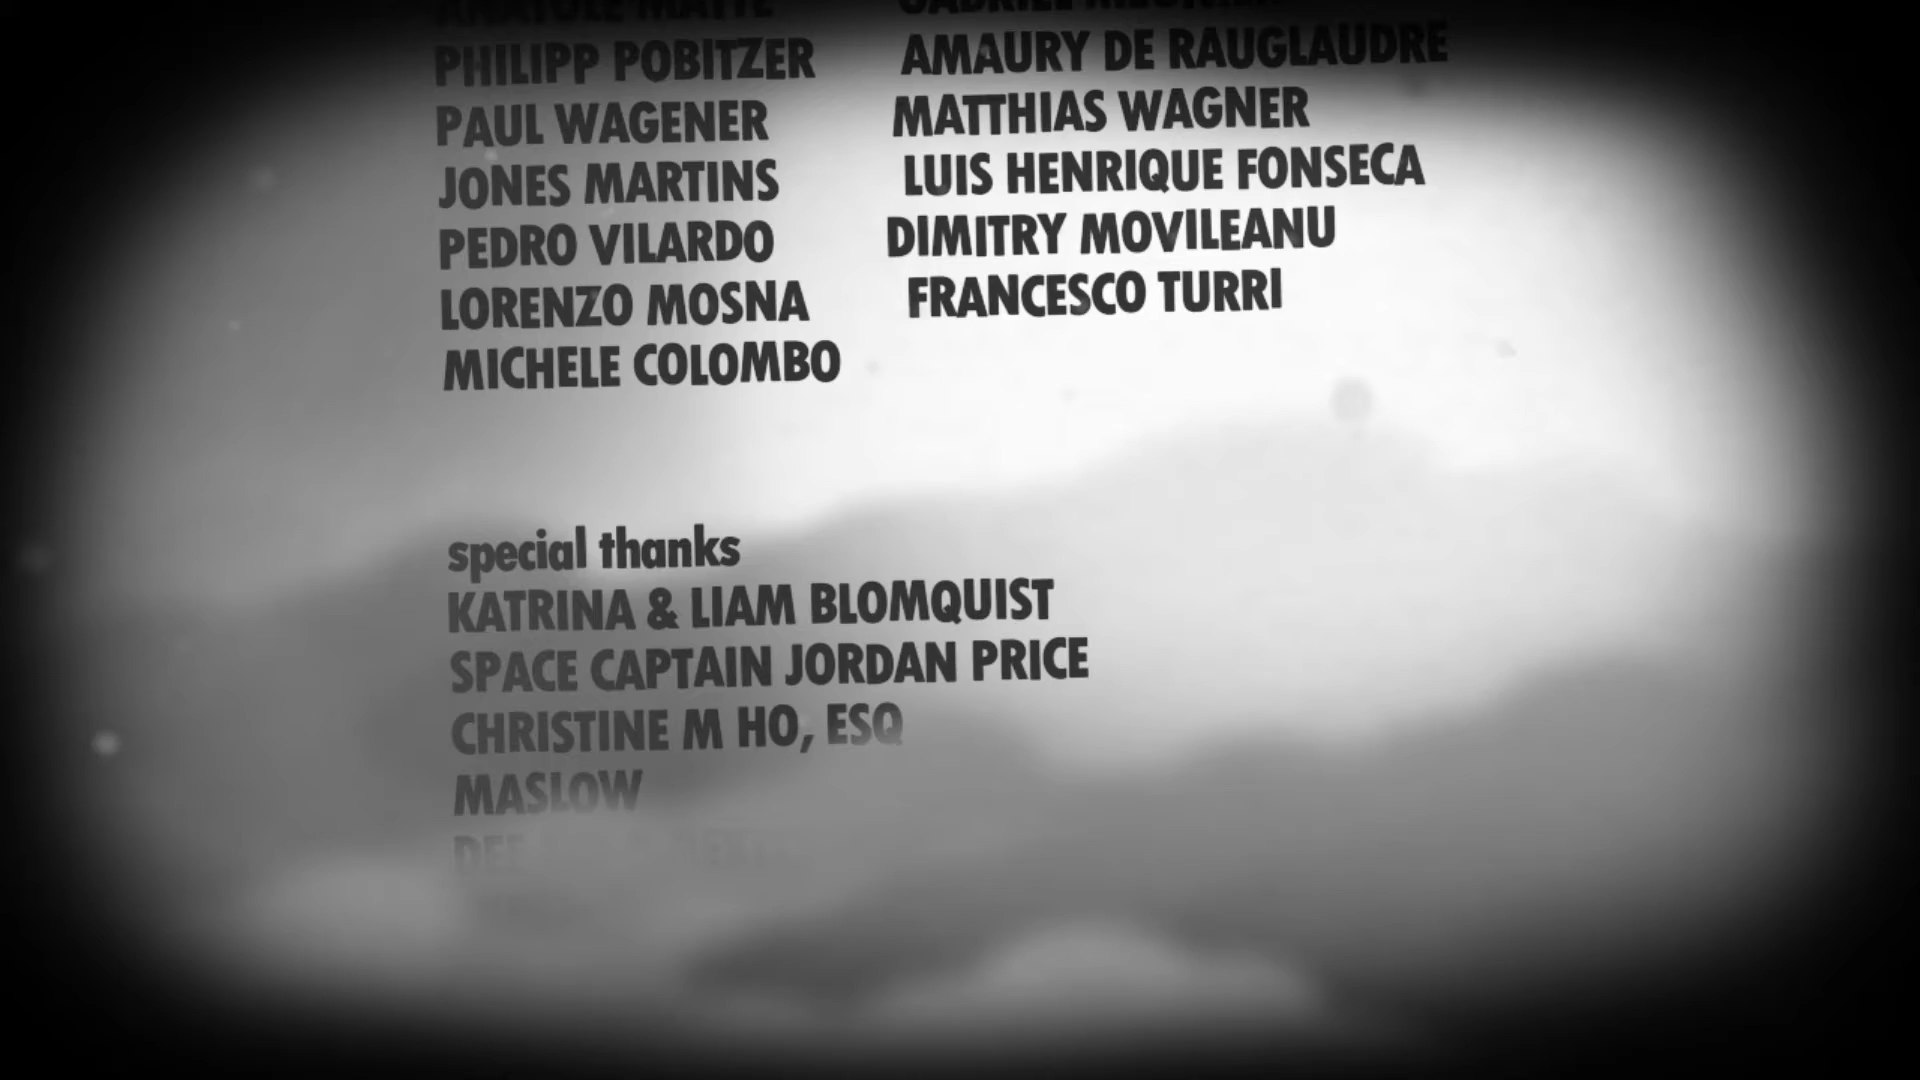 PHILIPP POBITZER
PAUL WAGENER
JONES MARTINS
PEDRO VILARDO
LORENZO MOSNA
MICHELE COLOMBO
AMAURY DE RAUGLAUDRE
MATTHIAS WAGNER
LUIS HENRIQUE FONSECA
DIMITRY MOVILEANU
FRANCESCO TURRI
special thanks
KATRINA & LIAM BLOMQUIST
SPACE CAPTAIN JORDAN PRICE
CHRISTINE M HO, ESQ
MASLOW